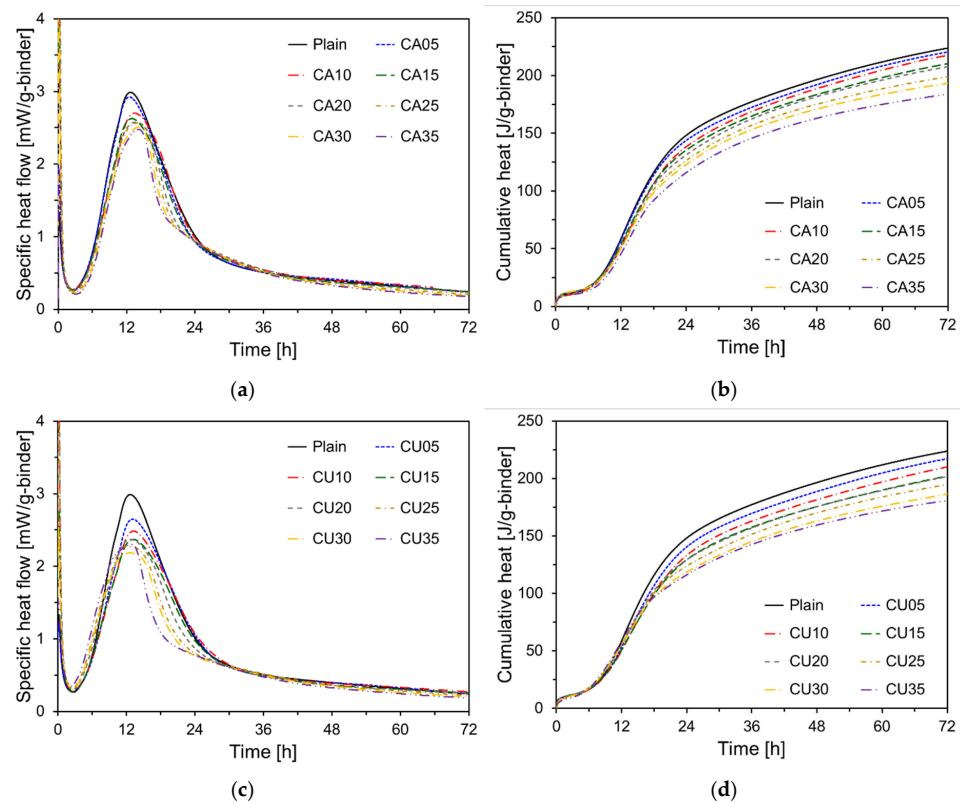 Specific heat flow [mW/g-binder]
4
3
2
1
0
Plain CA05
CA10 CA15
CA20 CA25
CA30 CA35
0 12 24 36 48 60 72
Time [h]
(a)
Cumulative heat [J/g-binder]
250
200
150
100
50
0
Plain CA05
CA10 CA15
CA20 CA25
CA30 CA35
0 12 24 36 48 60 72
Time [h]
(b)
Specific heat flow [mW/g-binder]
4
3
2
1
0
Plain CU05
CU10 CU15
CU20 CU25
CU30 CU35
0 12 24 36 48 60 72
Time [h]
(c)
Cumulative heat [J/g-binder]
250
200
150
100
50
0
Plain CU05
CU10 CU15
CU20 CU25
CU30 CU35
0 12 24 36 48 60 72
Time [h]
(d)